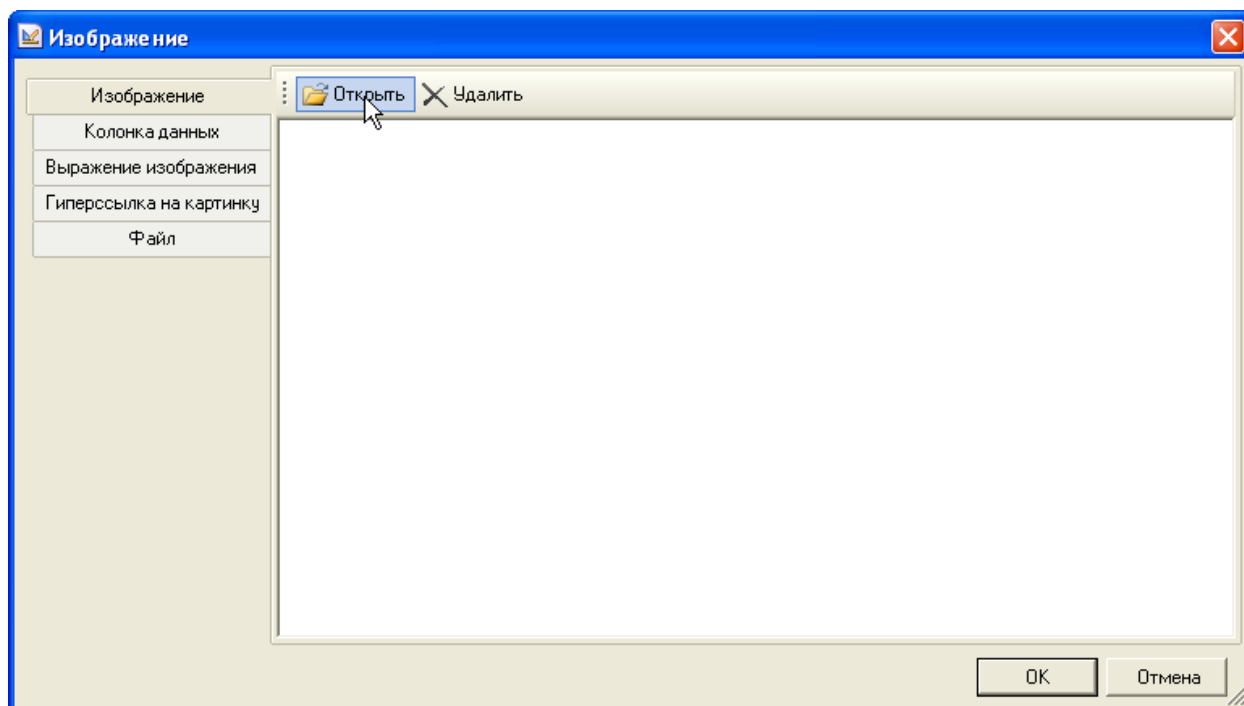 Изображение
Изображение
Колонка данных
Выражение изображения
Гиперссылка на картинку
Файл
Открыть Удалить
OK Отмена